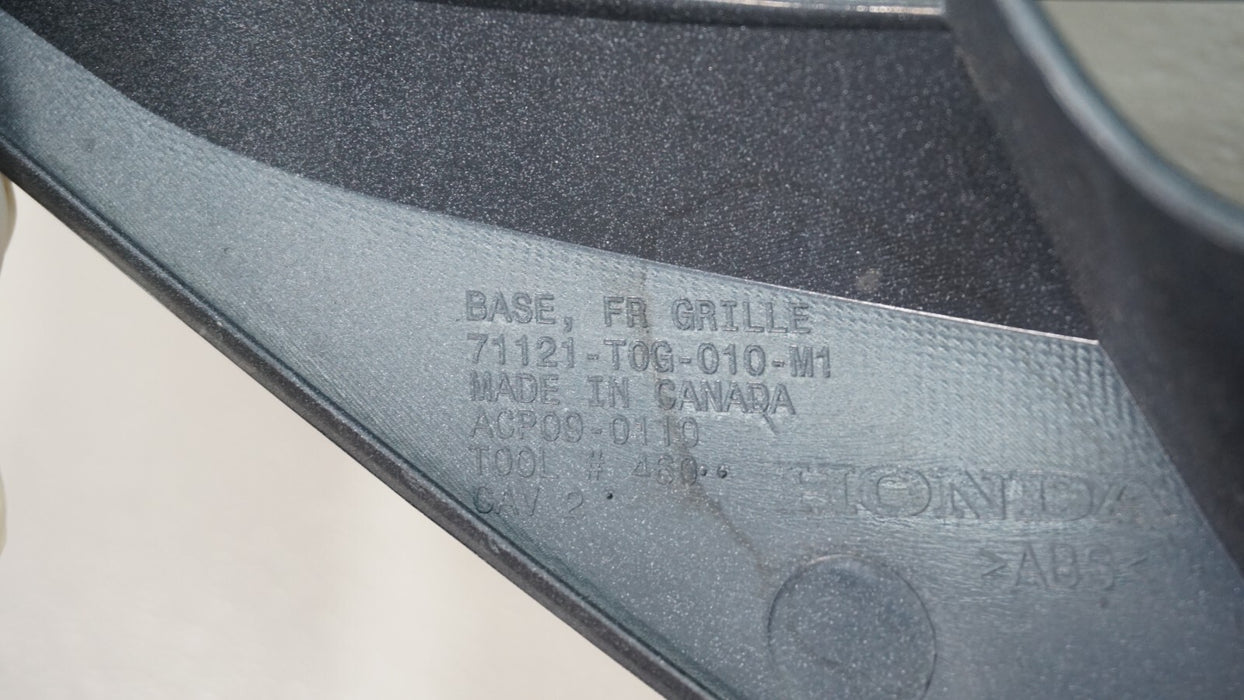 BASE, FR GRILLE
71121-T0G-010-M1
MADE IN CANADA
ACP09-0110
TOOL # 460
CAV 2
HONDA
>ABS<